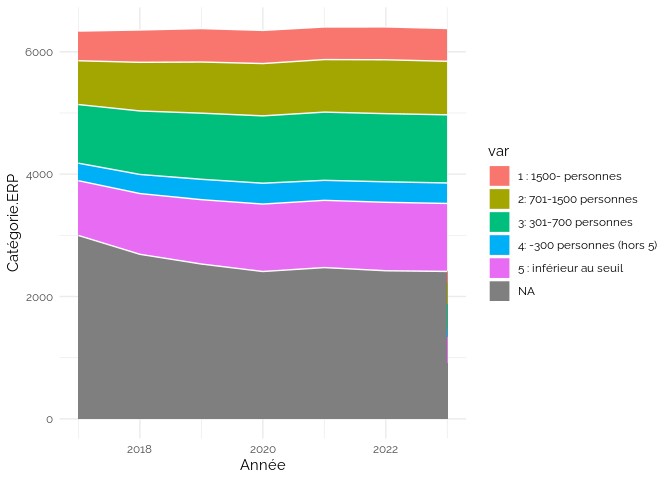 6000
4000
2000
0
Catégorie.ERP
2018
2020
2022
Année
var
1 : 1500- personnes
2: 701-1500 personnes
3: 301-700 personnes
4: -300 personnes (hors 5)
5 : inférieur au seuil
NA